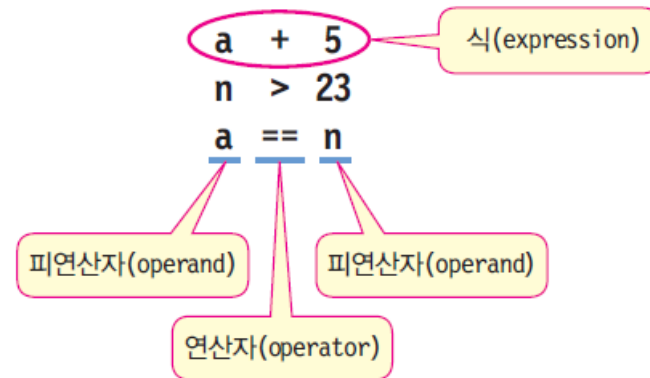 a + 5
식(expression)
n > 23
a == n
피연산자(operand)
피연산자(operand)
연산자(operator)